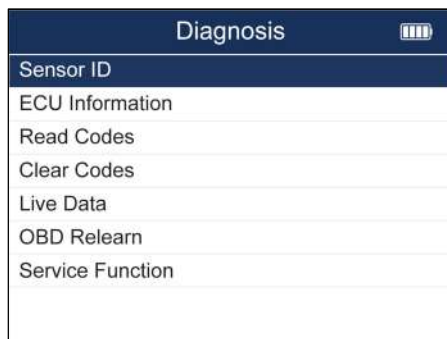 Diagnosis
Sensor ID
ECU Information
Read Codes
Clear Codes
Live Data
OBD Relearn
Service Function